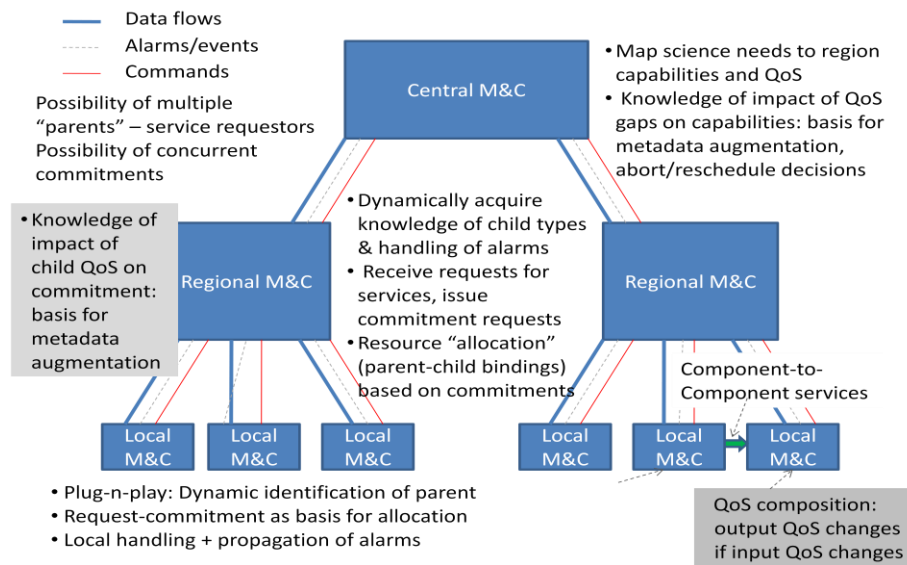 Data flows
Alarms/events
Commands
Possibility of multiple
“parents” – service requestors
Possibility of concurrent
commitments
Central M&C
• Map science needs to region
capabilities and QoS
• Knowledge of impact of QoS
gaps on capabilities: basis for
metadata augmentation,
abort/reschedule decisions
• Knowledge of
impact of
child QoS on
commitment:
basis for
metadata
augmentation
Regional M&C
• Dynamically acquire
knowledge of child types
& handling of alarms
• Receive requests for
services, issue
commitment requests
• Resource “allocation”
(parent-child bindings)
based on commitments
Regional M&C
Component-to-
Component services
Local
M&C
Local
M&C
Local
M&C
Local
M&C
Local
M&C
Local
M&C
• Plug-n-play: Dynamic identification of parent
• Request-commitment as basis for allocation
• Local handling + propagation of alarms
QoS composition:
output QoS changes
if input QoS changes